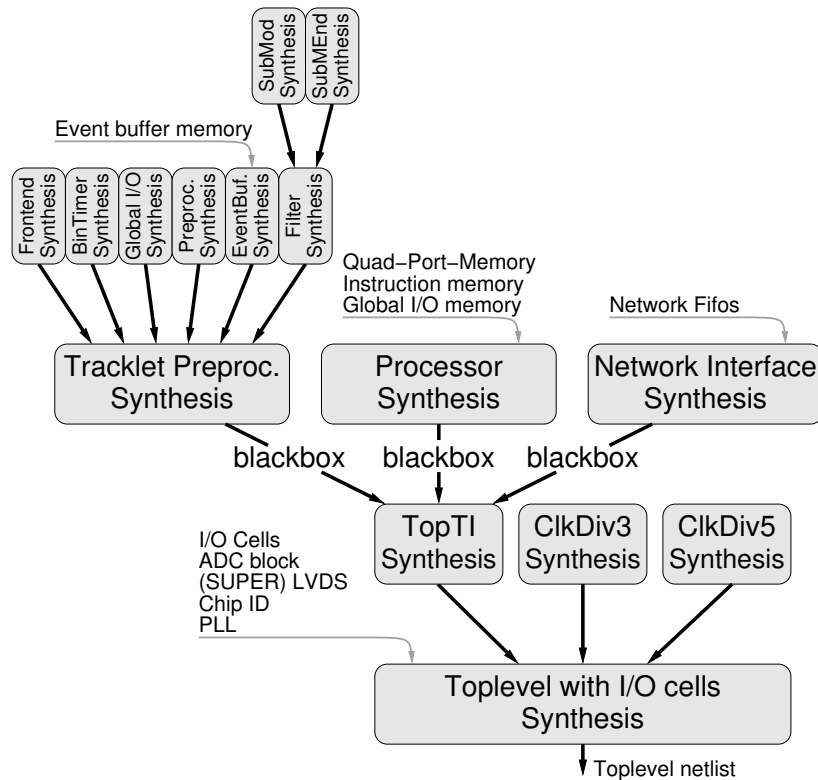 SubMod
Synthesis
SubMEnd
Synthesis
Event buffer memory
Frontend
Synthesis
BinTimer
Synthesis
Global I/O
Synthesis
Preproc.
Synthesis
EventBuf.
Synthesis
Filter
Synthesis
Quad−Port−Memory
Instruction memory
Global I/O memory
Network Fifos
Tracklet Preproc.
Synthesis
Processor
Synthesis
Network Interface
Synthesis
blackbox
blackbox
blackbox
I/O Cells
ADC block
(SUPER) LVDS
Chip ID
PLL
TopTI
Synthesis
ClkDiv3
Synthesis
ClkDiv5
Synthesis
Toplevel with I/O cells
Synthesis
Toplevel netlist